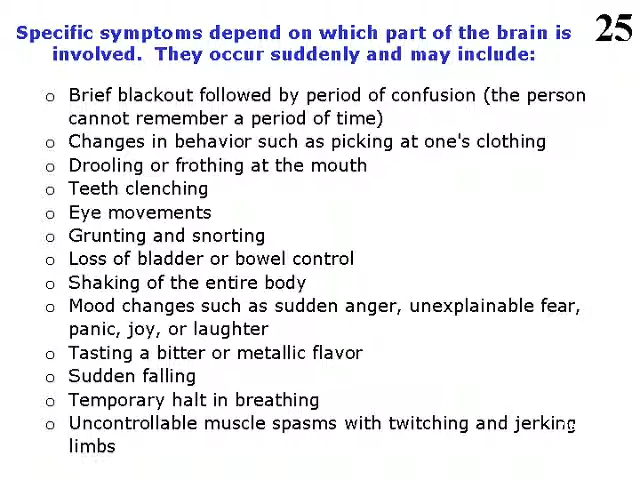 Specific symptoms depend on which part of the brain is
involved. They occur suddenly and may include:
25
o Brief blackout followed by period of confusion (the person
cannot remember a period of time)
o Changes in behavior such as picking at one's clothing
o Drooling or frothing at the mouth
o Teeth clenching
o Eye movements
o Grunting and snorting
o Loss of bladder or bowel control
o Shaking of the entire body
o Mood changes such as sudden anger, unexplainable fear,
panic, joy, or laughter
o Tasting a bitter or metallic flavor
o Sudden falling
o Temporary halt in breathing
o Uncontrollable muscle spasms with twitching and jerking
limbs